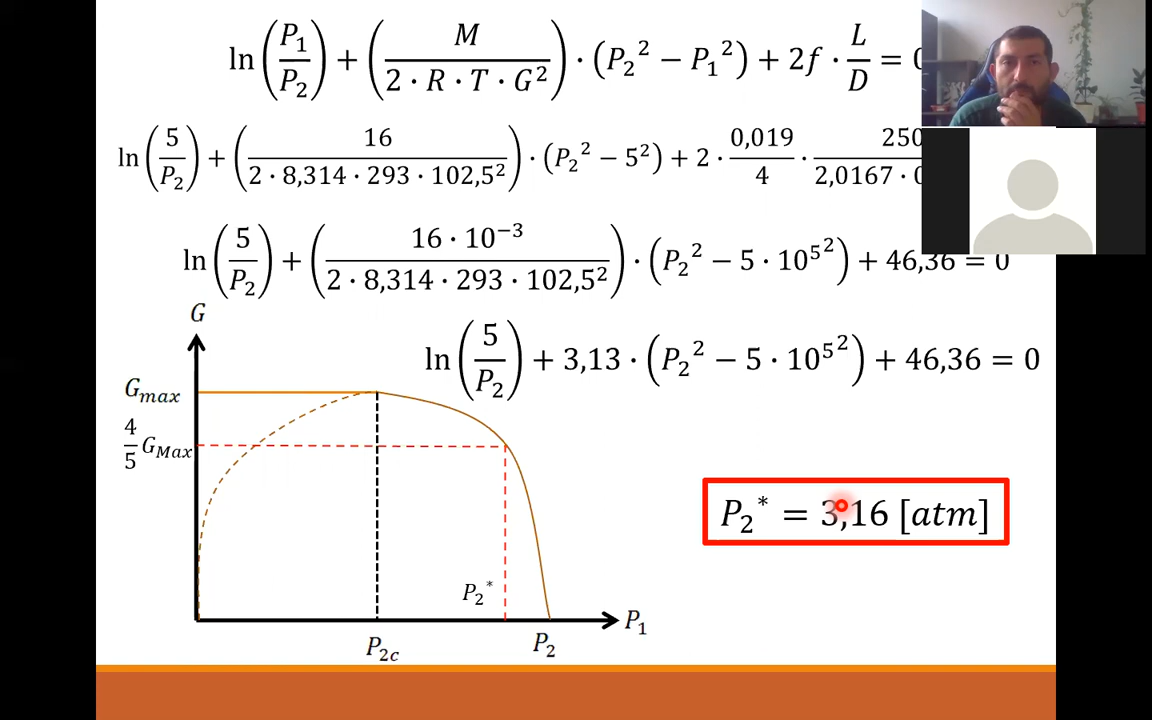 ln(P₁/P₂) + (M/(2 · R · T · G²)) · (P₂² − P₁²) + 2f · L/D = 0
ln(5/P₂) + (16/(2 · 8,314 · 293 · 102,5²)) · (P₂² − 5²) + 2 · 0,019/4 · 250/2,0167 · 0
ln(5/P₂) + (16 · 10⁻³/(2 · 8,314 · 293 · 102,5²)) · (P₂² − 5 · 10⁵²) + 46,36 = 0
ln(5/P₂) + 3,13 · (P₂² − 5 · 10⁵²) + 46,36 = 0
G
G_max
4/5 G_Max
P₂* = 3,16 [atm]
P₂*
P₁
P₂c
P₂